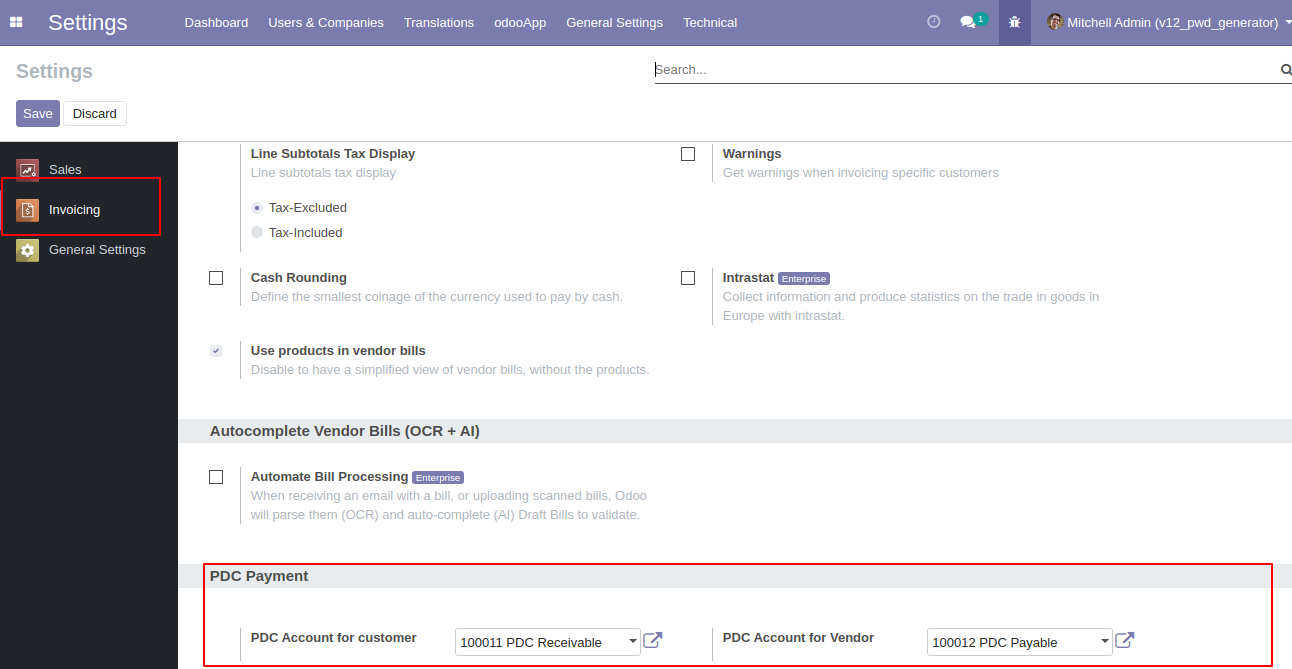 Settings Dashboard Users & Companies Translations odooApp General Settings Technical 1 Mitchell Admin (v12_pwd_generator)
Settings
Search...
Save Discard
Sales
Invoicing
General Settings
Line Subtotals Tax Display
Line subtotals tax display
Tax-Excluded
Tax-Included
Warnings
Get warnings when invoicing specific customers
Cash Rounding
Define the smallest coinage of the currency used to pay by cash.
Intrastat Enterprise
Collect information and produce statistics on the trade in goods in
Europe with intrastat.
Use products in vendor bills
Disable to have a simplified view of vendor bills, without the products.
Autocomplete Vendor Bills (OCR + AI)
Automate Bill Processing Enterprise
When receiving an email with a bill, or uploading scanned bills, Odoo
will parse them (OCR) and auto-complete (AI) Draft Bills to validate.
PDC Payment
PDC Account for customer 100011 PDC Receivable
PDC Account for Vendor 100012 PDC Payable